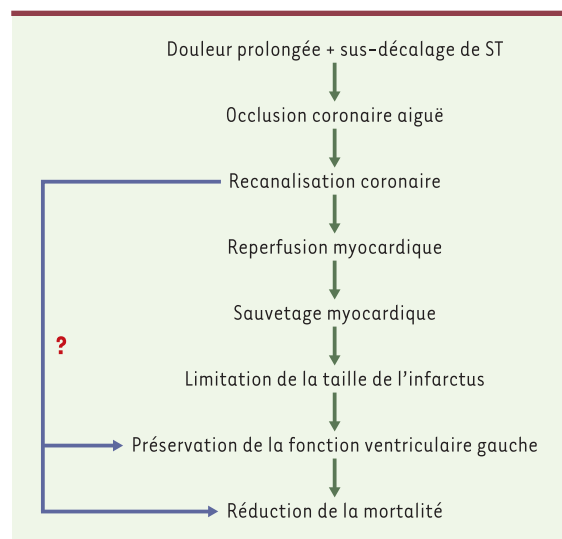 Douleur prolongée + sus-décalage de ST
Occlusion coronaire aiguë
Recanalisation coronaire
Reperfusion myocardique
Sauvetage myocardique
?
Limitation de la taille de l'infarctus
Préservation de la fonction ventriculaire gauche
Réduction de la mortalité